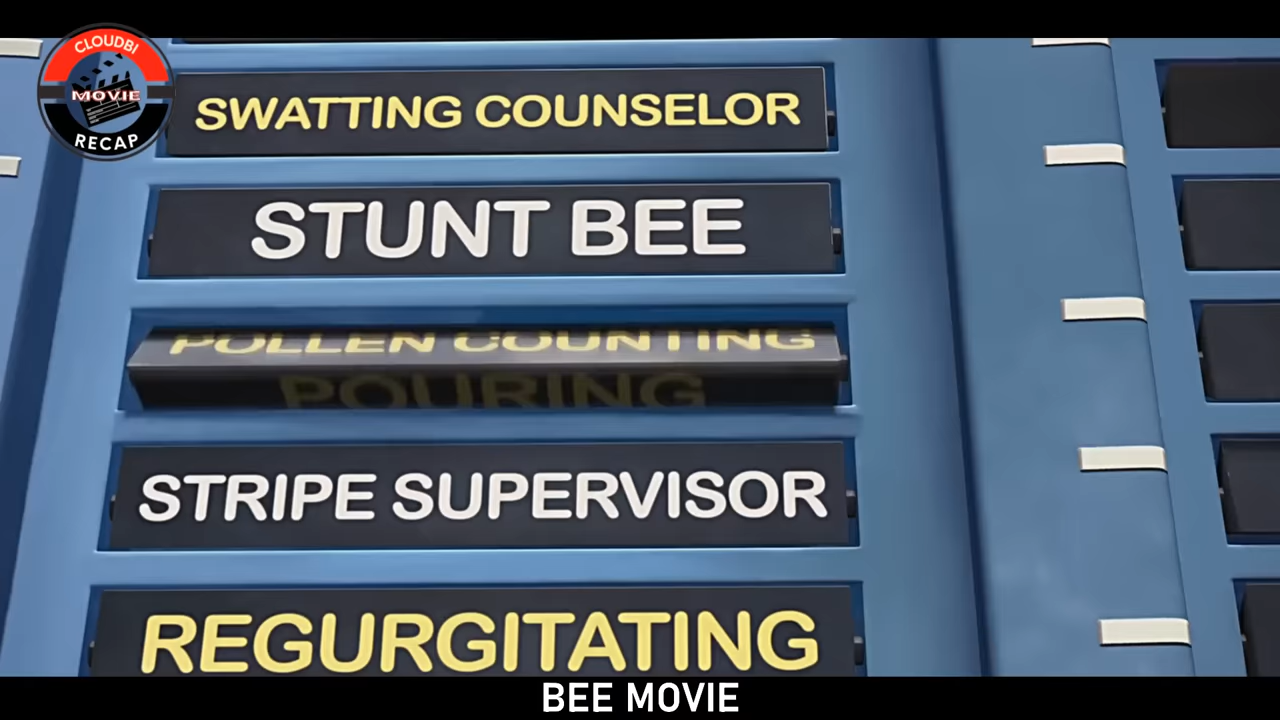 CLOUDBI
MOVIE
RECAP
SWATTING COUNSELOR
STUNT BEE
POLLEN COUNTING
POURING
STRIPE SUPERVISOR
REGURGITATING
BEE MOVIE